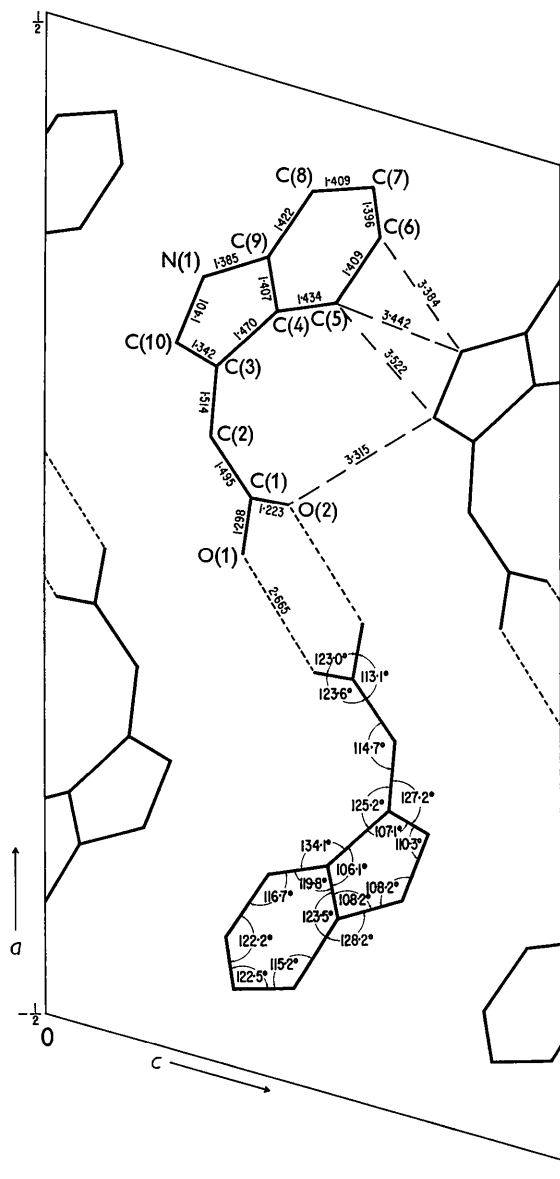 1/2
C(8) 1·409 C(7)
1·422 1·396
C(9) C(6)
N(1) 1·385 1·409
1·407 3·384
1·401 1·434
C(4) C(5) 3·442
1·470
C(10) 1·342
C(3) 3·522
1·514
C(2)
3·315
1·495
C(1)
1·223 O(2)
1·298
O(1)
2·665
123·0° 113·1°
123·6°
114·7°
125·2° 127·2°
107·1°
110·3°
134·1°
106·1°
119·8°
116·7° 108·2° 108·2°
123·5°
122·2° 128·2°
115·2°
122·5°
a
-1/2
0
c